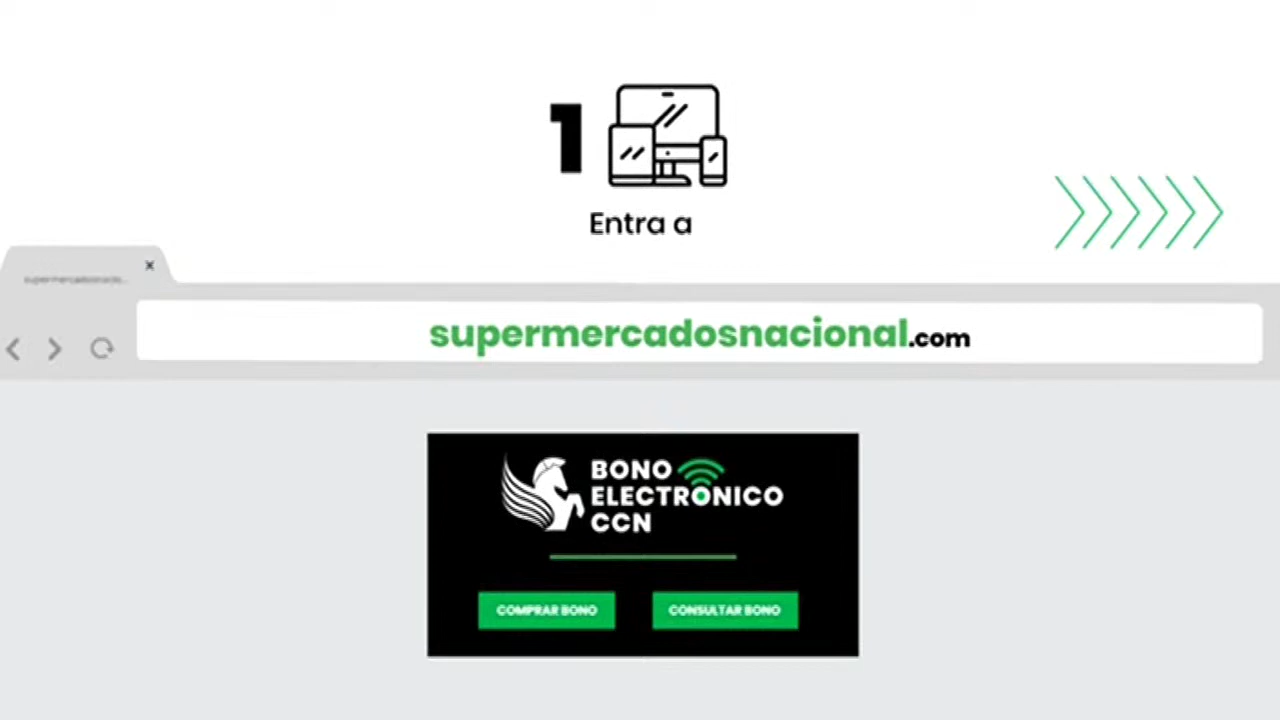 1
Entra a
supermercadosnacional.com
BONO
ELECTRONICO
CCN
COMPRAR BONO
CONSULTAR BONO